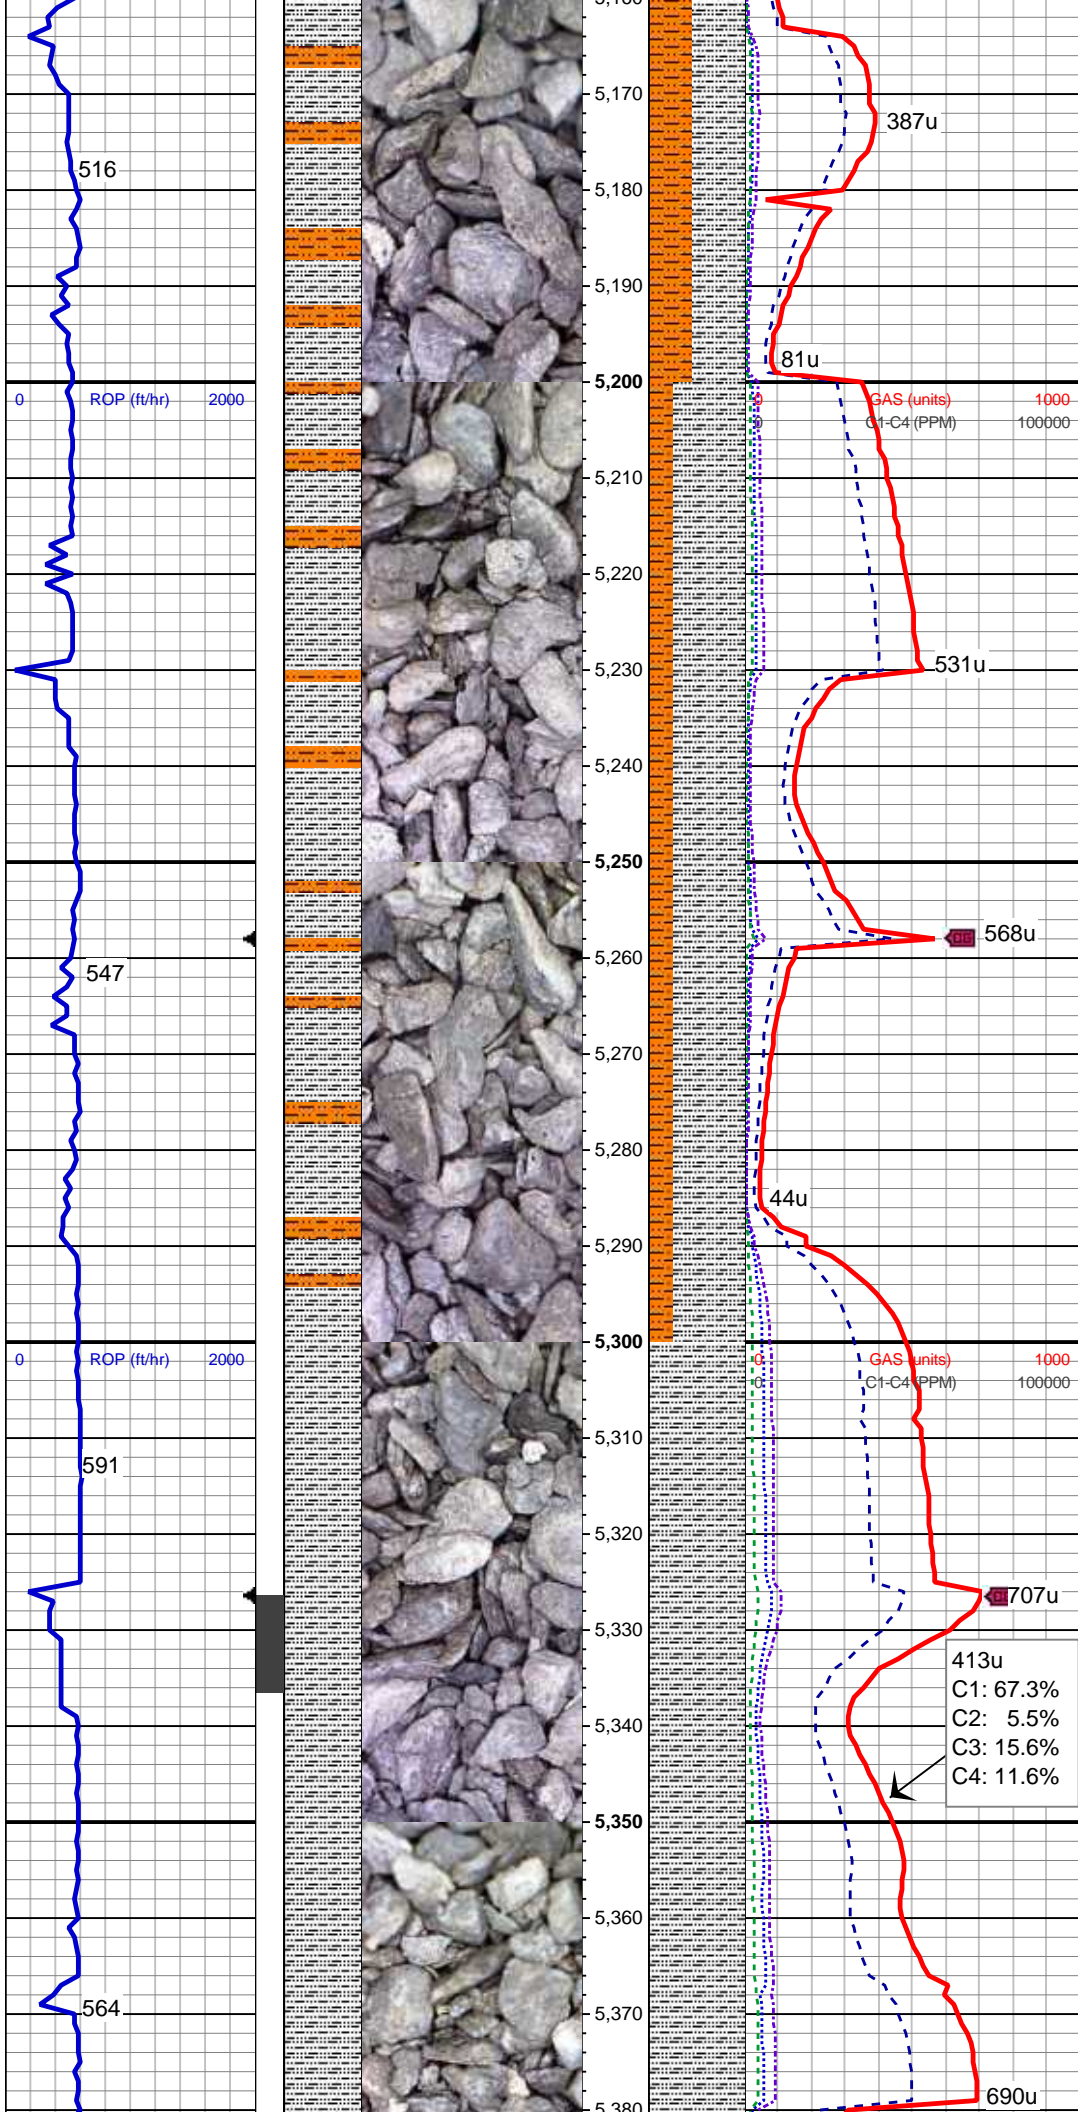 5,160
5,170
387u
516
5,180
5,190
81u
5,200
0 ROP (ft/hr) 2000
0 GAS (units) 1000
0 C1-C4 (PPM) 100000
5,210
5,220
5,230
531u
5,240
5,250
568u
5,260
547
5,270
5,280
44u
5,290
5,300
0 ROP (ft/hr) 2000
0 GAS (units) 1000
0 C1-C4 (PPM) 100000
5,310
591
5,320
707u
5,330
413u
C1: 67.3%
C2: 5.5%
C3: 15.6%
C4: 11.6%
5,340
5,350
5,360
564
5,370
690u
5,380